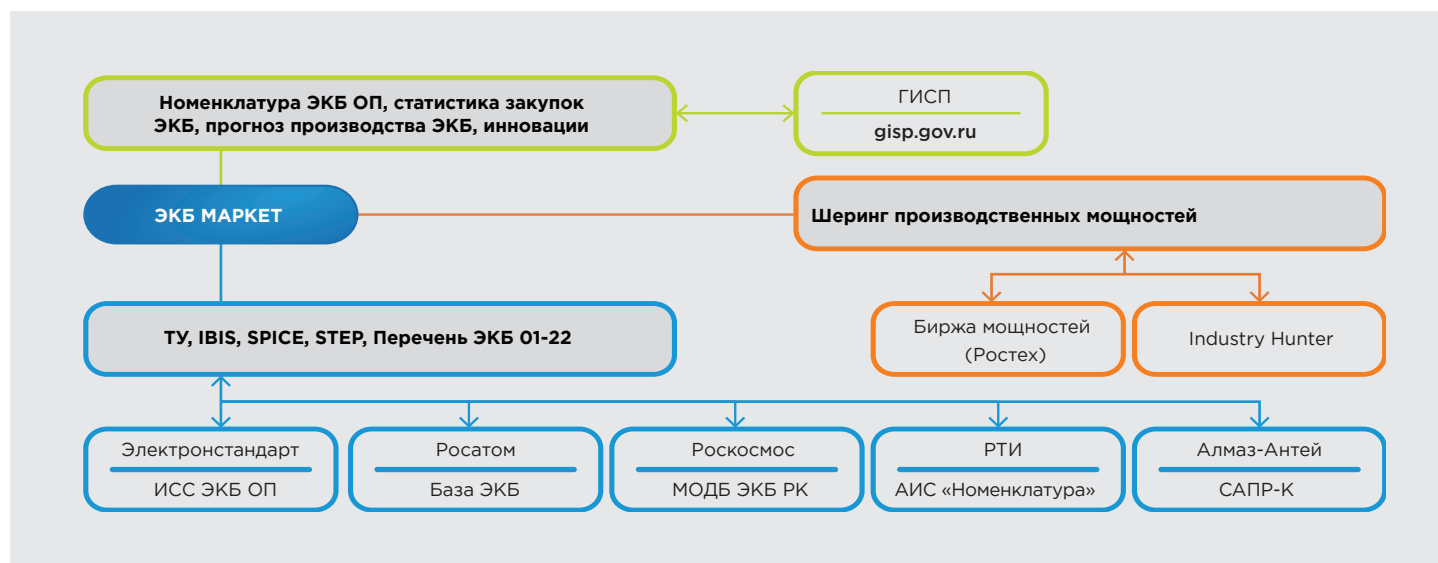 Номенклатура ЭКБ ОП, статистика закупок
ЭКБ, прогноз производства ЭКБ, инновации
ГИСП
gisp.gov.ru
ЭКБ МАРКЕТ
Шеринг производственных мощностей
ТУ, IBIS, SPICE, STEP, Перечень ЭКБ 01-22
Биржа мощностей
(Ростех)
Industry Hunter
Электронстандарт
ИСС ЭКБ ОП
Росатом
База ЭКБ
Роскосмос
МОДБ ЭКБ РК
РТИ
АИС «Номенклатура»
Алмаз-Антей
САПР-К